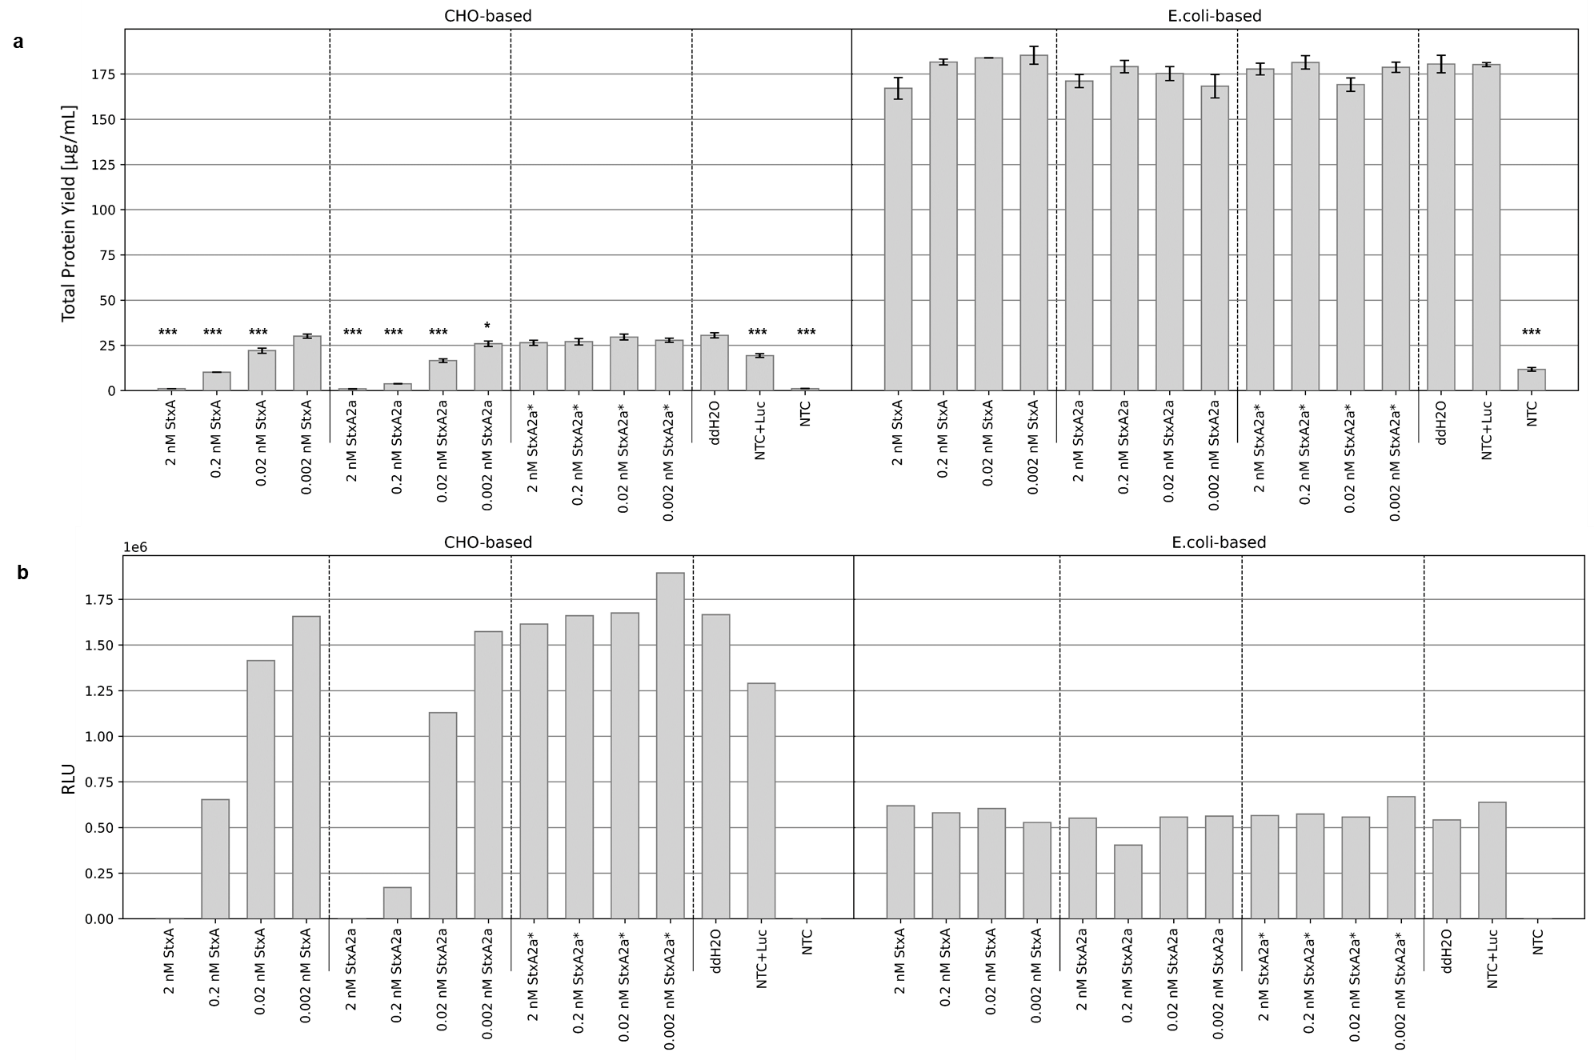 a
CHO-based
E.coli-based
Total Protein Yield [µg/mL]
175
150
125
100
75
50
25
0
***
***
***
***
***
***
*
***
***
***
2 nM StxA
0.2 nM StxA
0.02 nM StxA
0.002 nM StxA
2 nM StxA2a
0.2 nM StxA2a
0.02 nM StxA2a
0.002 nM StxA2a
2 nM StxA2a*
0.2 nM StxA2a*
0.02 nM StxA2a*
0.002 nM StxA2a*
ddH2O
NTC+Luc
NTC
2 nM StxA
0.2 nM StxA
0.02 nM StxA
0.002 nM StxA
2 nM StxA2a
0.2 nM StxA2a
0.02 nM StxA2a
0.002 nM StxA2a
2 nM StxA2a*
0.2 nM StxA2a*
0.02 nM StxA2a*
0.002 nM StxA2a*
ddH2O
NTC+Luc
NTC
b
1e6
CHO-based
E.coli-based
RLU
1.75
1.50
1.25
1.00
0.75
0.50
0.25
0.00
2 nM StxA
0.2 nM StxA
0.02 nM StxA
0.002 nM StxA
2 nM StxA2a
0.2 nM StxA2a
0.02 nM StxA2a
0.002 nM StxA2a
2 nM StxA2a*
0.2 nM StxA2a*
0.02 nM StxA2a*
0.002 nM StxA2a*
ddH2O
NTC+Luc
NTC
2 nM StxA
0.2 nM StxA
0.02 nM StxA
0.002 nM StxA
2 nM StxA2a
0.2 nM StxA2a
0.02 nM StxA2a
0.002 nM StxA2a
2 nM StxA2a*
0.2 nM StxA2a*
0.02 nM StxA2a*
0.002 nM StxA2a*
ddH2O
NTC+Luc
NTC